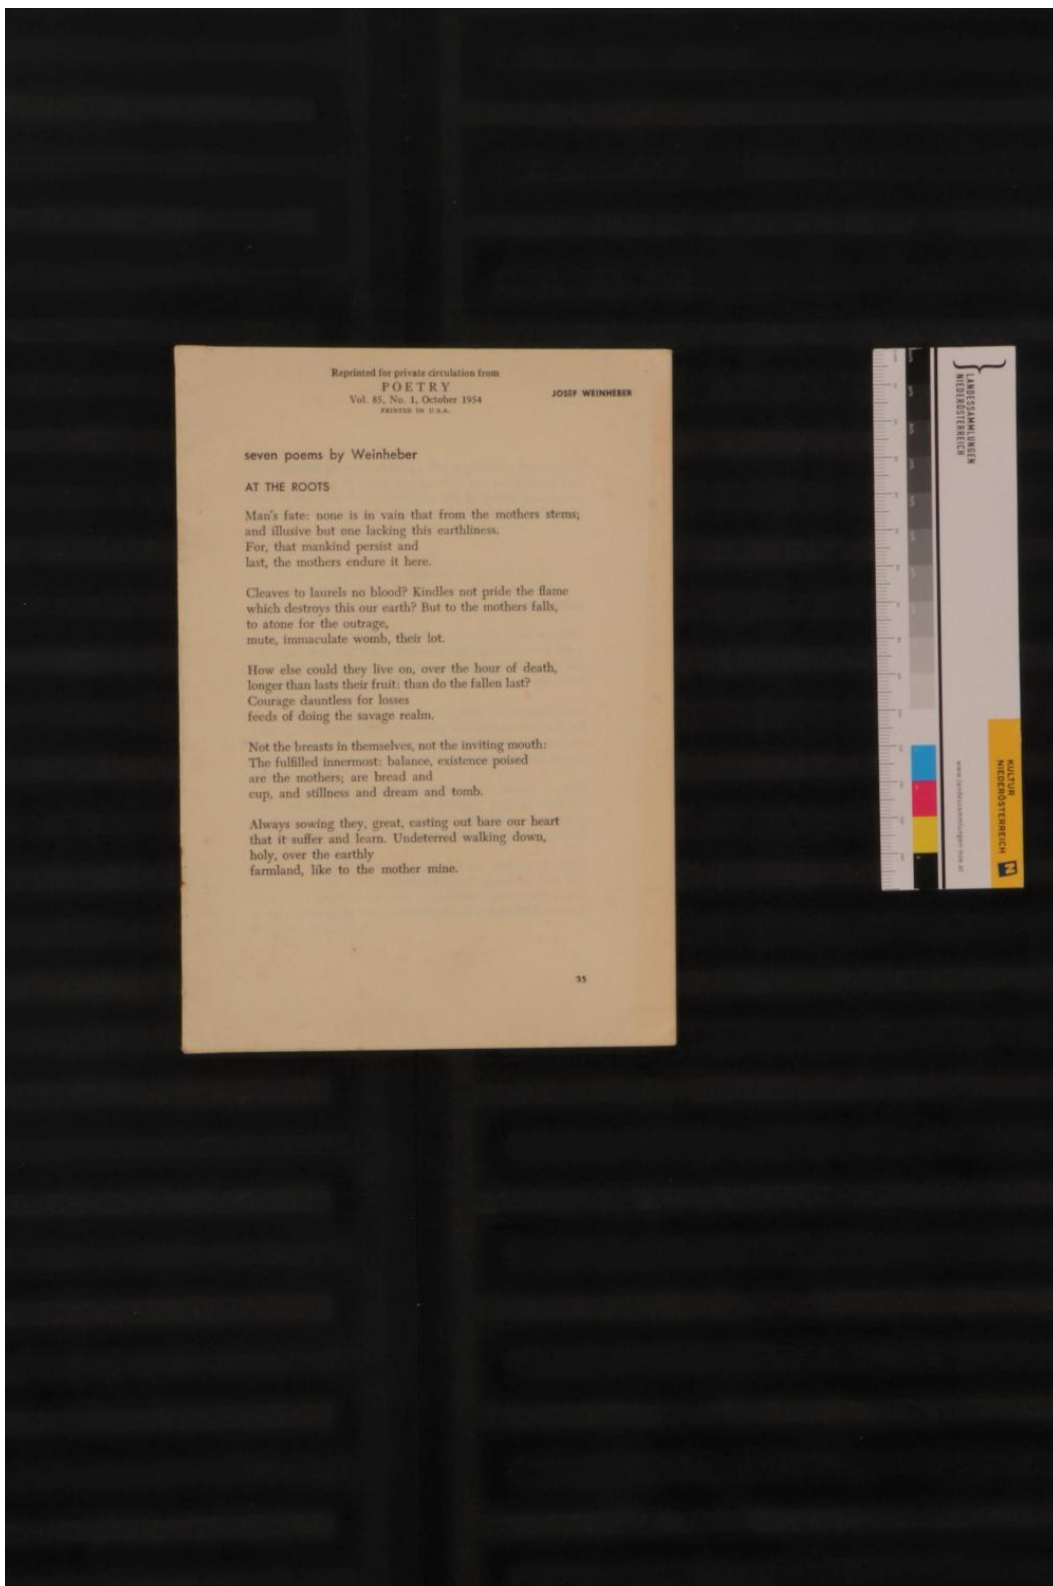 Reprinted for private circulation from
POETRY
Vol. 85, No. 1, October 1954
PRINTED IN U.S.A.
JOSEF WEINHEBER
seven poems by Weinheber
AT THE ROOTS
Man's fate: none is in vain that from the mothers stems;
and illusive but one lacking this earthliness.
For, that mankind persist and
last, the mothers endure it here.
Cleaves to laurels no blood? Kindles not pride the flame
which destroys this our earth? But to the mothers falls,
to atone for the outrage,
mute, immaculate womb, their lot.
How else could they live on, over the hour of death,
longer than lasts their fruit: than do the fallen last?
Courage dauntless for losses
feeds of doing the savage realm.
Not the breasts in themselves, not the inviting mouth:
The fulfilled innermost: balance, existence poised
are the mothers; are bread and
cup, and stillness and dream and tomb.
Always sowing they, great, casting out bare our heart
that it suffer and learn. Undeterred walking down,
holy, over the earthly
farmland, like to the mother mine.
35
LANDESSAMMLUNGEN
NIEDERÖSTERREICH
www.landessammlungen-noe.at
KULTUR
NIEDERÖSTERREICH
N